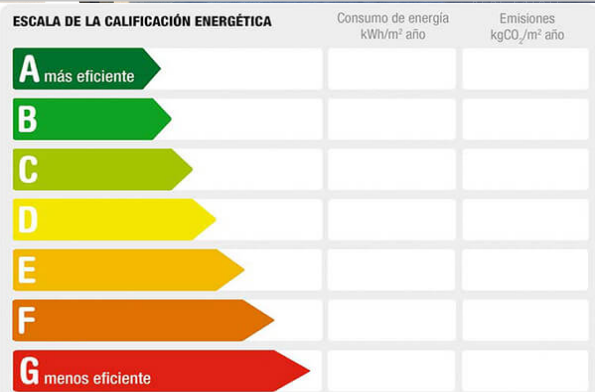 ESCALA DE LA CALIFICACIÓN ENERGÉTICA
Consumo de energía
kWh/m² año
Emisiones
kgCO₂/m² año
A más eficiente
B
C
D
E
F
G menos eficiente